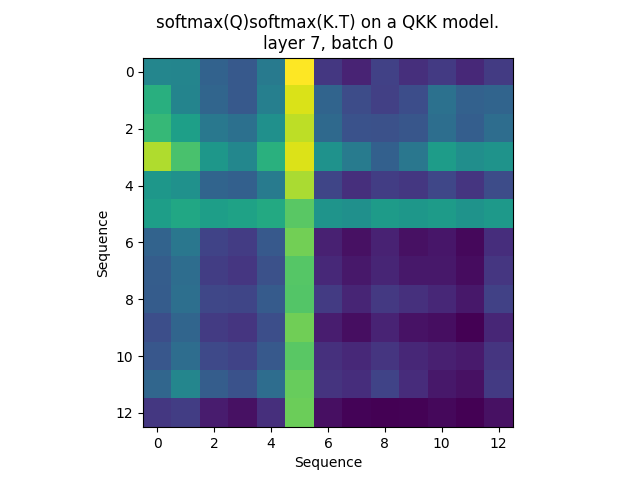 softmax(Q)softmax(K.T) on a QKK model.
layer 7, batch 0
0
2
4
6
8
10
12
Sequence
0 2 4 6 8 10 12
Sequence